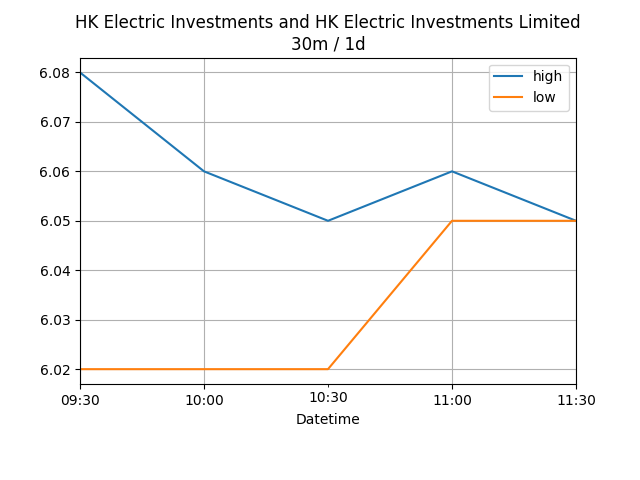 HK Electric Investments and HK Electric Investments Limited
30m / 1d
high
low
6.08
6.07
6.06
6.05
6.04
6.03
6.02
09:30
10:00
10:30
11:00
11:30
Datetime